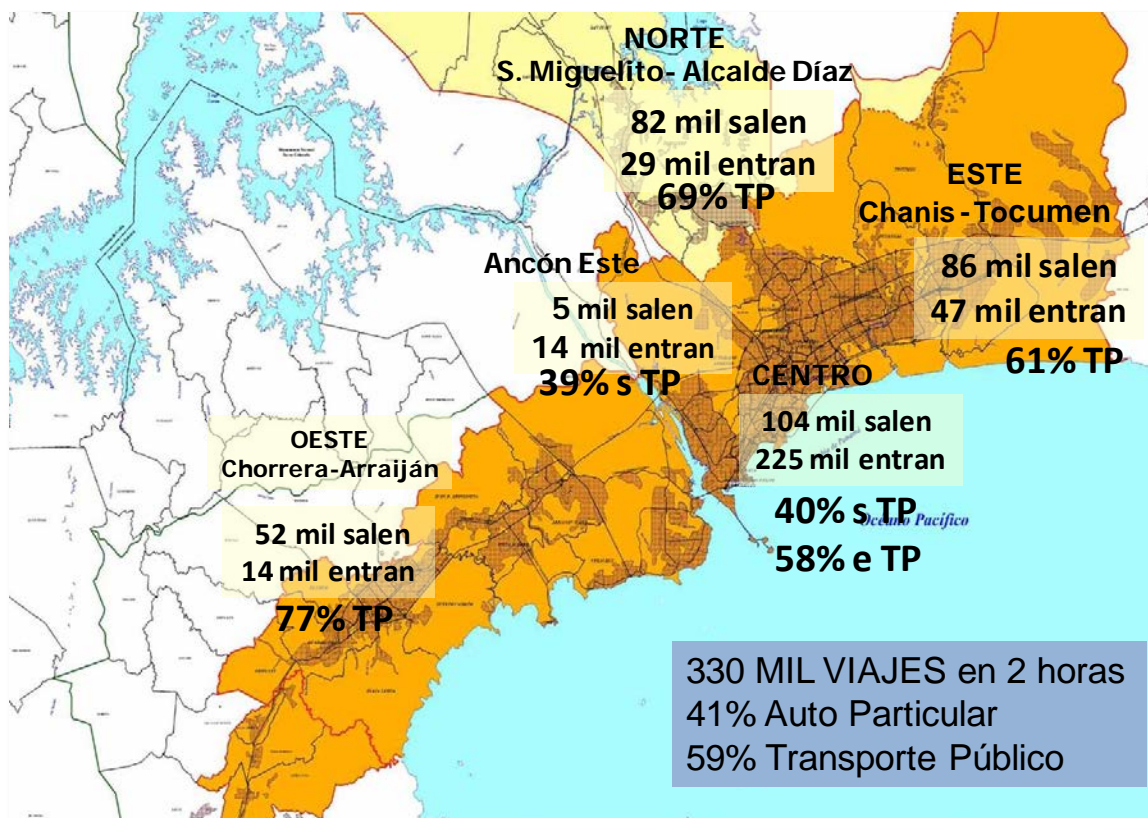 NORTE
S. Miguelito- Alcalde Díaz
82 mil salen
29 mil entran
69% TP
ESTE
Chanis - Tocumen
86 mil salen
47 mil entran
61% TP
Ancón Este
5 mil salen
14 mil entran
39% s TP
CENTRO
104 mil salen
225 mil entran
40% s TP
58% e TP
Océano Pacífico
OESTE
Chorrera-Arraiján
52 mil salen
14 mil entran
77% TP
330 MIL VIAJES en 2 horas
41% Auto Particular
59% Transporte Público